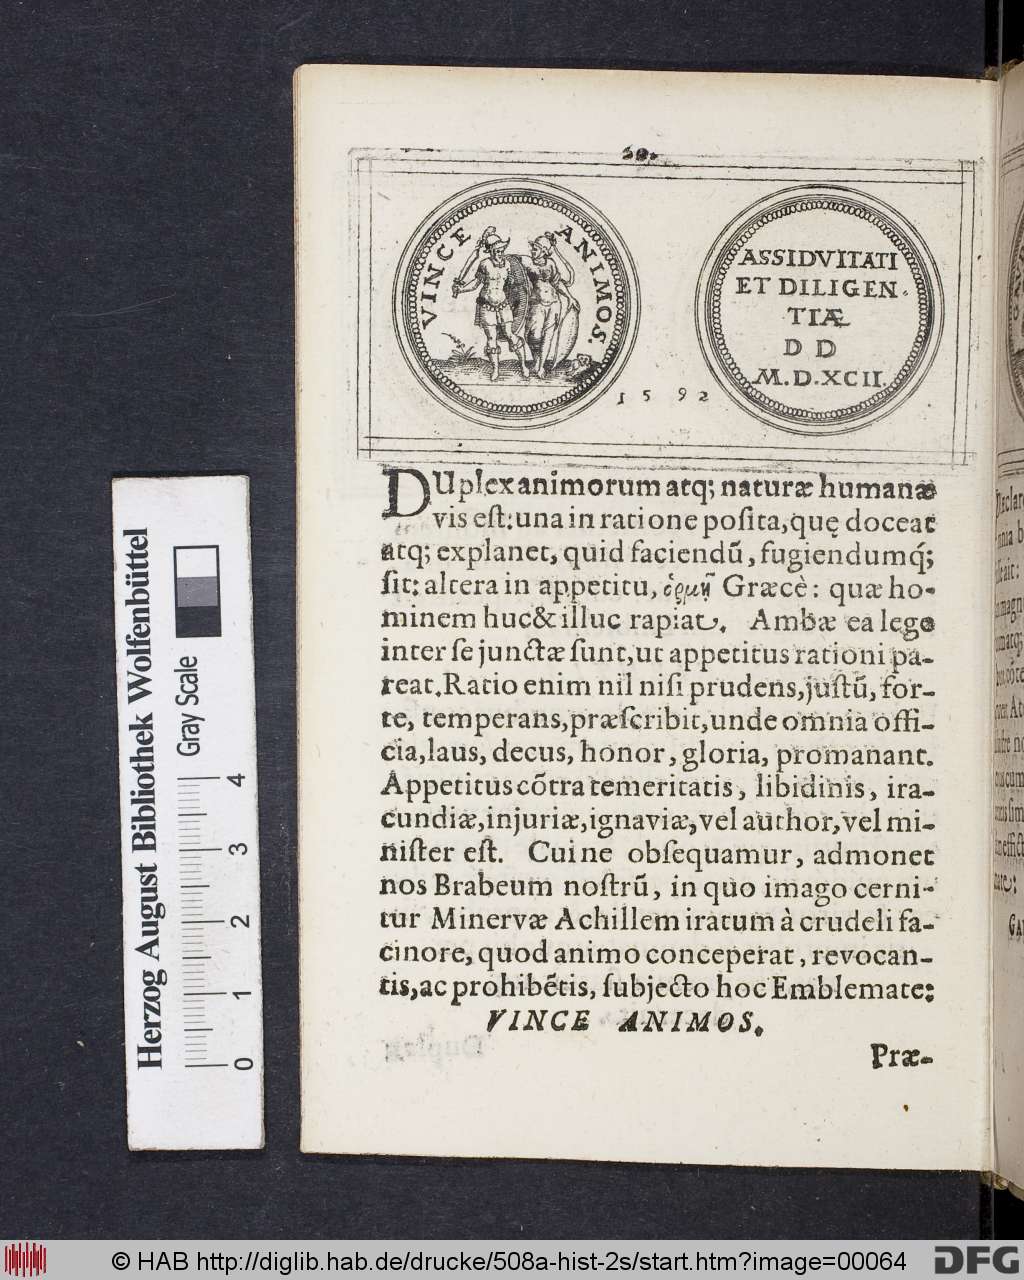 59.
VINCE ANIMOS.
ASSIDVITATI
ET DILIGEN
TIÆ
D D
M.D.XCII.
1592
DUplex animorum atq; naturæ humanæ
vis est: una in ratione posita, quę doceat
atq; explanet, quid faciendū, fugiendumq́;
sit: altera in appetitu, ὁρμὴ Græcè: quæ ho-
minem huc & illuc rapiat. Ambæ ea lege
inter se junctæ sunt, ut appetitus rationi pa-
reat. Ratio enim nil nisi prudens, justū, for-
te, temperans, præscribit, unde omnia offi-
cia, laus, decus, honor, gloria, promanant.
Appetitus cōtra temeritatis, libidinis, ira-
cundiæ, injuriæ, ignaviæ, vel author, vel mi-
nister est. Cui ne obsequamur, admonet
nos Brabeum nostrū, in quo imago cerni-
tur Minervæ Achillem iratum à crudeli fa-
cinore, quod animo conceperat, revocan-
tis, ac prohibētis, subjecto hoc Emblemate:
VINCE ANIMOS.
Præ-
Herzog August Bibliothek Wolfenbüttel
Gray Scale
0 1 2 3 4
© HAB http://diglib.hab.de/drucke/508a-hist-2s/start.htm?image=00064
DFG